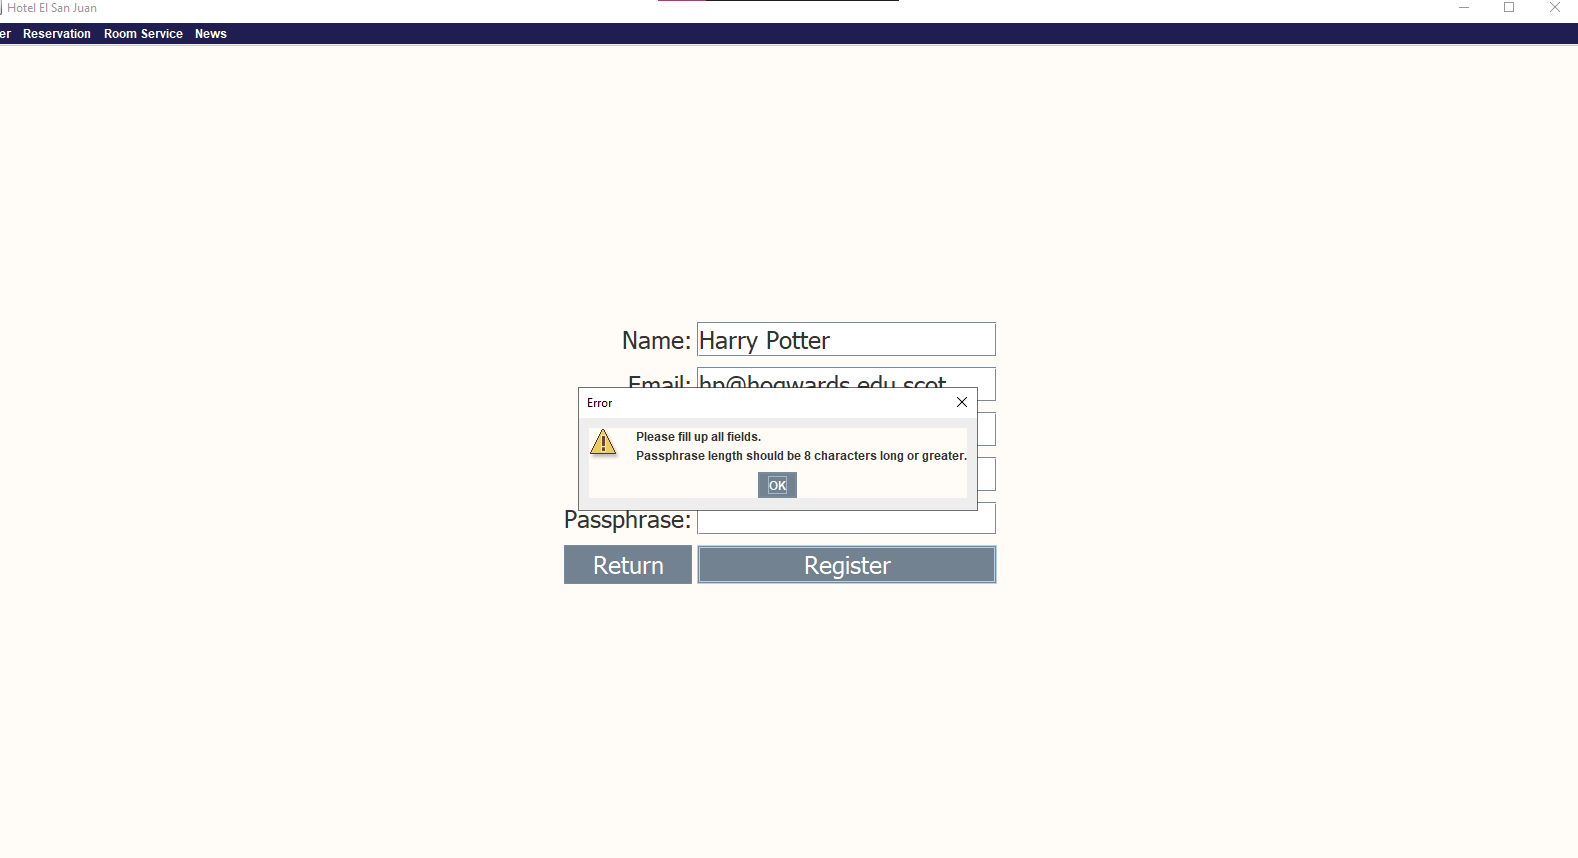 Hotel El San Juan
er Reservation Room Service News
Name: Harry Potter
Email: hp@hogwards.edu.scot
Error
Please fill up all fields.
Passphrase length should be 8 characters long or greater.
OK
Passphrase:
Return Register